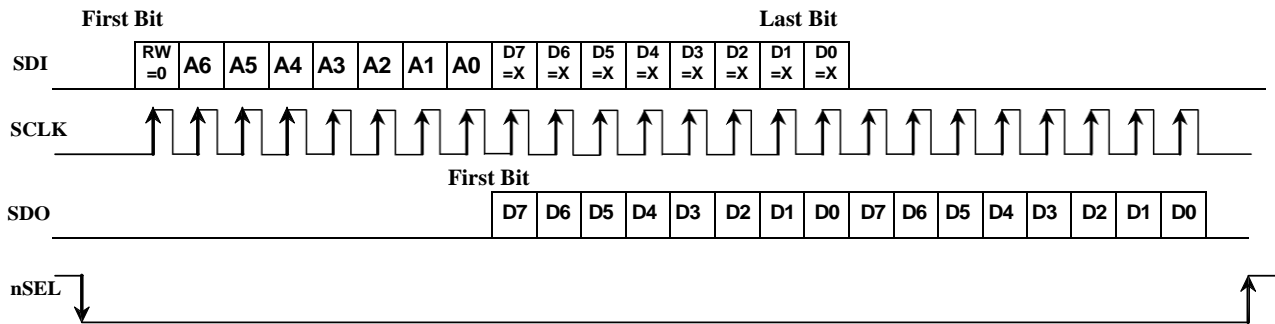 First Bit Last Bit
SDI RW =0 A6 A5 A4 A3 A2 A1 A0 D7 =X D6 =X D5 =X D4 =X D3 =X D2 =X D1 =X D0 =X
SCLK
First Bit
SDO D7 D6 D5 D4 D3 D2 D1 D0 D7 D6 D5 D4 D3 D2 D1 D0
nSEL